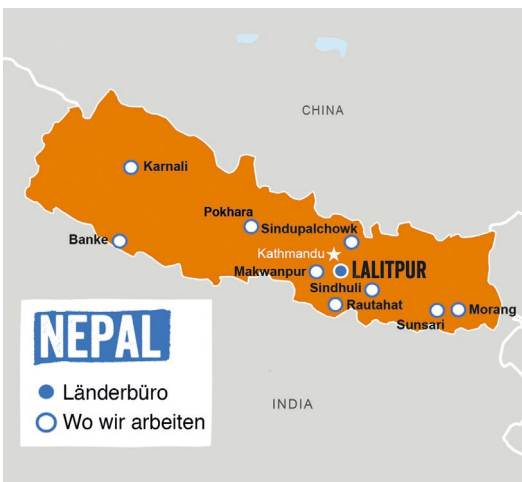 CHINA
Karnali
Pokhara
Sindupalchowk
Banke
Kathmandu
Makwanpur
LALITPUR
Sindhuli
Rautahat
Morang
Sunsari
NEPAL
Länderbüro
Wo wir arbeiten
INDIA